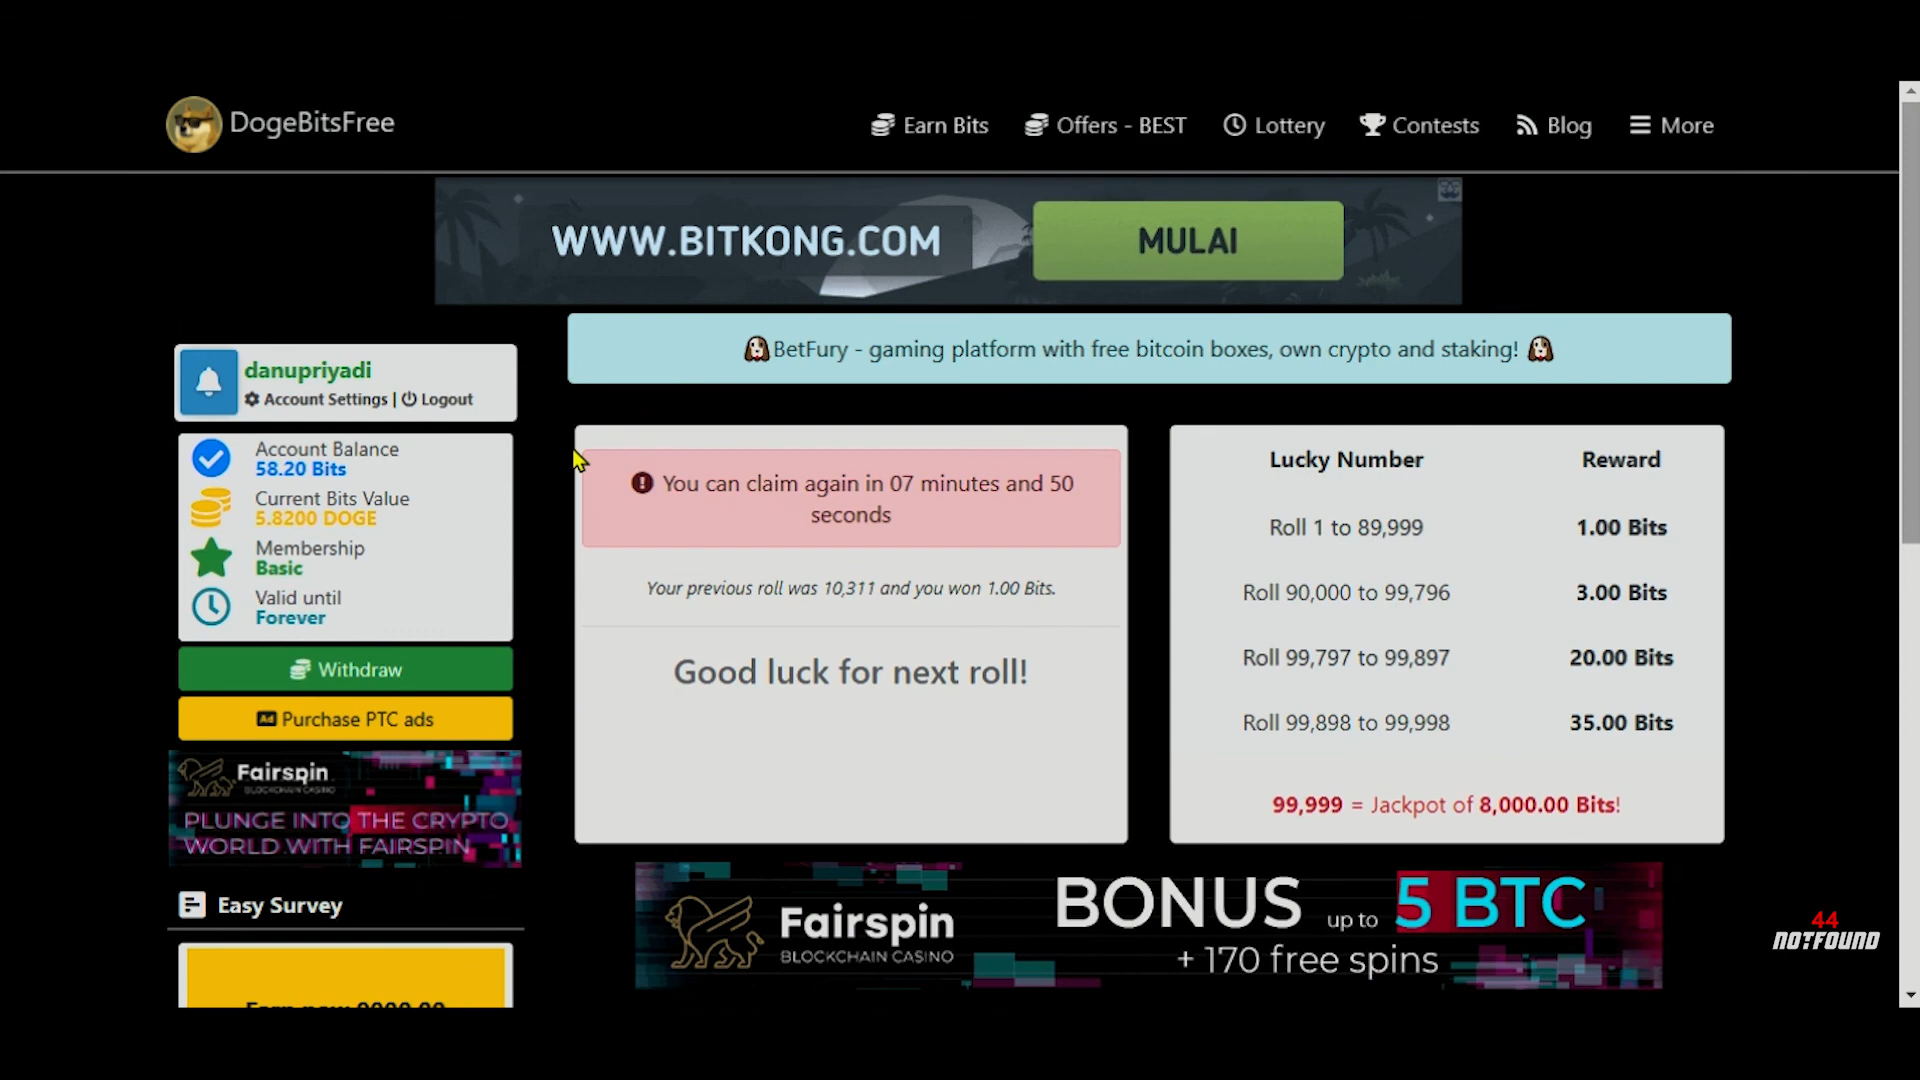 DogeBitsFree
Earn Bits
Offers - BEST
Lottery
Contests
Blog
More
WWW.BITKONG.COM
MULAI
BetFury - gaming platform with free bitcoin boxes, own crypto and staking!
danupriyadi
Account Settings | Logout
Account Balance
58.20 Bits
Current Bits Value
5.8200 DOGE
Membership
Basic
Valid until
Forever
Withdraw
Ad Purchase PTC ads
Fairspin
BLOCKCHAIN CASINO
PLUNGE INTO THE CRYPTO
WORLD WITH FAIRSPIN
Easy Survey
You can claim again in 07 minutes and 50
seconds
Your previous roll was 10,311 and you won 1.00 Bits.
Good luck for next roll!
Lucky Number Reward
Roll 1 to 89,999 1.00 Bits
Roll 90,000 to 99,796 3.00 Bits
Roll 99,797 to 99,897 20.00 Bits
Roll 99,898 to 99,998 35.00 Bits
99,999 = Jackpot of 8,000.00 Bits!
Fairspin
BLOCKCHAIN CASINO
BONUS up to 5 BTC
+ 170 free spins
44
NOTFOUND